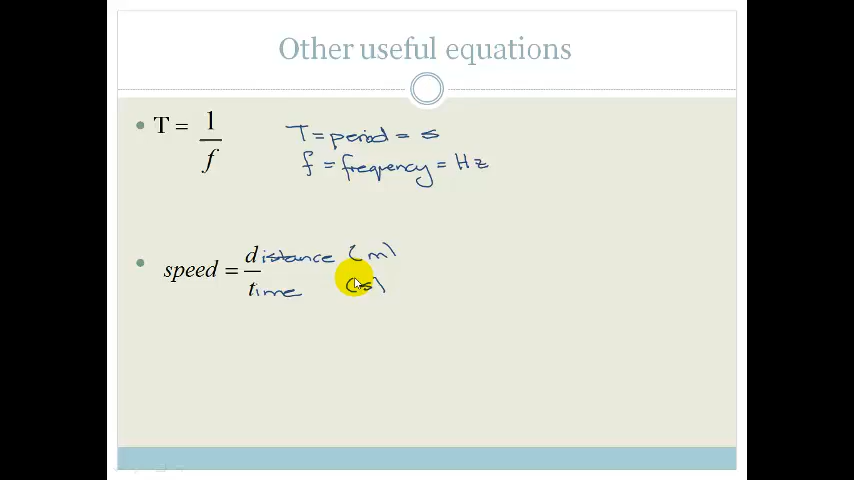 Other useful equations
T = 1/f
T = period = s
f = frequency = Hz
speed = distance (m)
time (s)